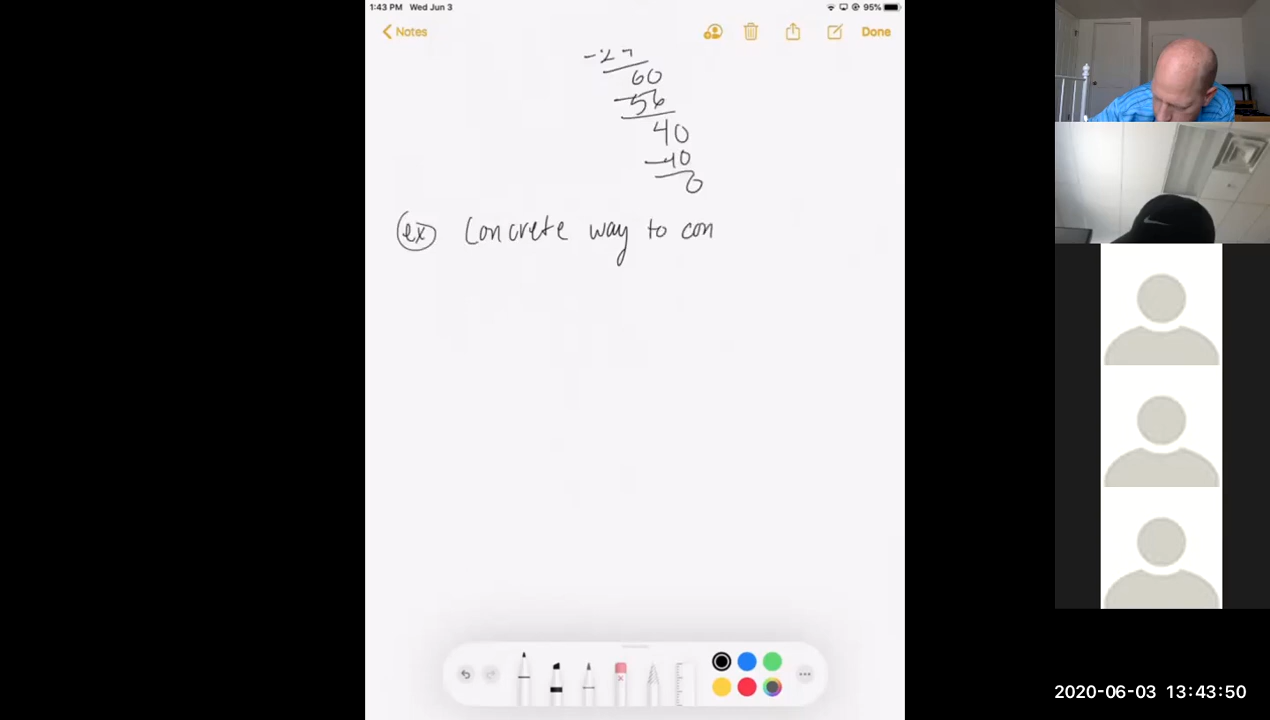 1:43 PM Wed Jun 3
95%
Notes
Done
60
-56
40
-40
0
ex Concrete way to con
2020-06-03 13:43:50